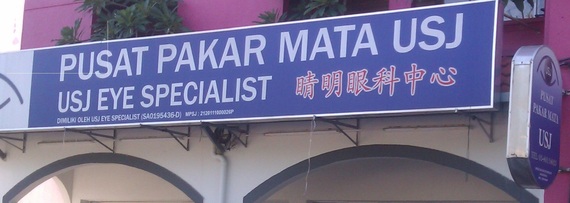 PUSAT PAKAR MATA USJ
USJ EYE SPECIALIST 晴明眼科中心
DIMILIKI OLEH USJ EYE SPECIALIST (SA0195436-D)
PUSAT
PAKAR MATA
USJ